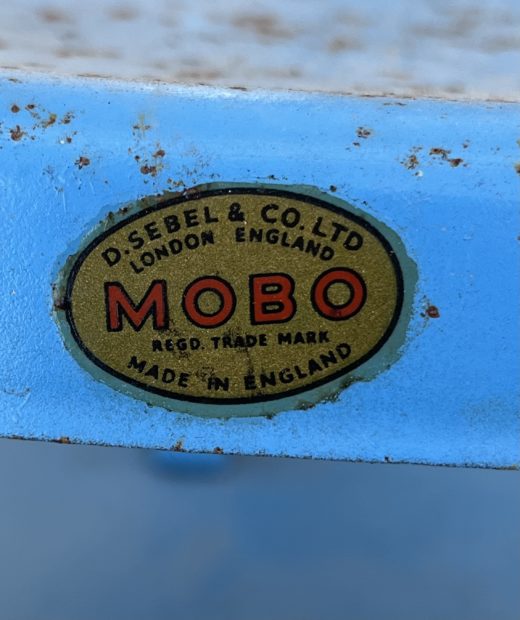 D. SEBEL & CO. LTD
LONDON ENGLAND
MOBO
REGD. TRADE MARK
MADE IN ENGLAND